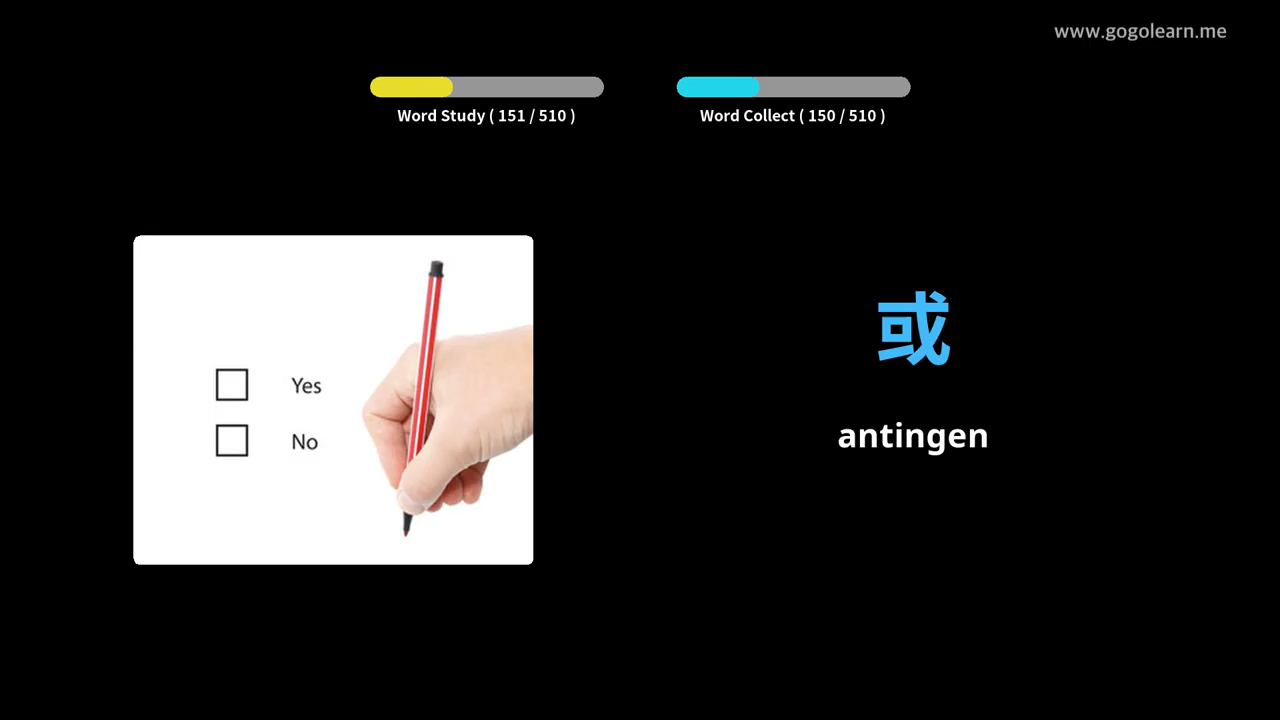 www.gogolearn.me
Word Study ( 151 / 510 )
Word Collect ( 150 / 510 )
Yes
No
或
antingen